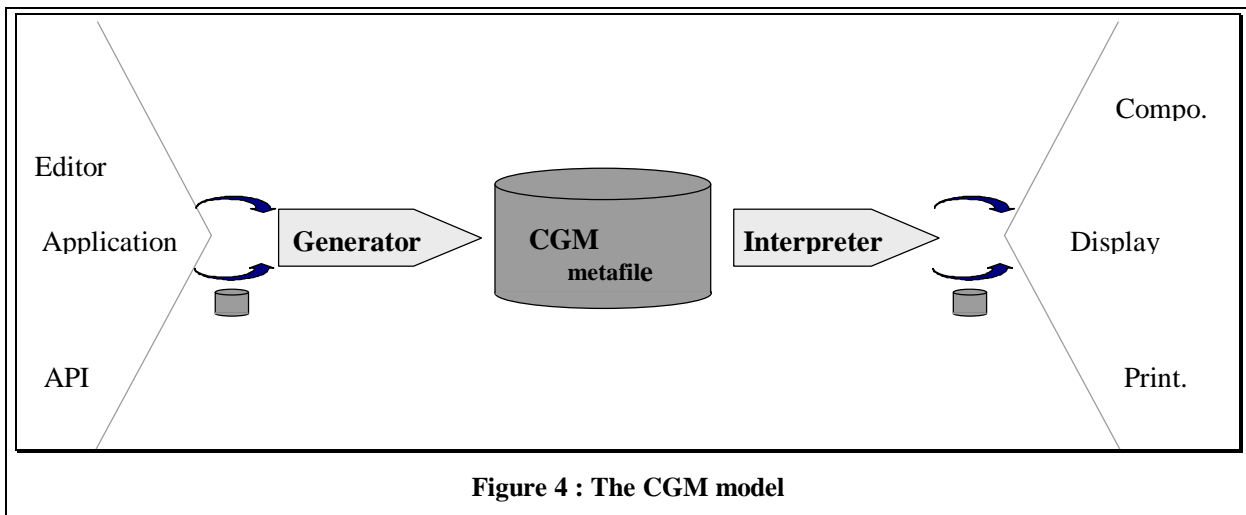 Editor
Application
API
Generator
CGM
metafile
Interpreter
Compo.
Display
Print.
Figure 4 : The CGM model